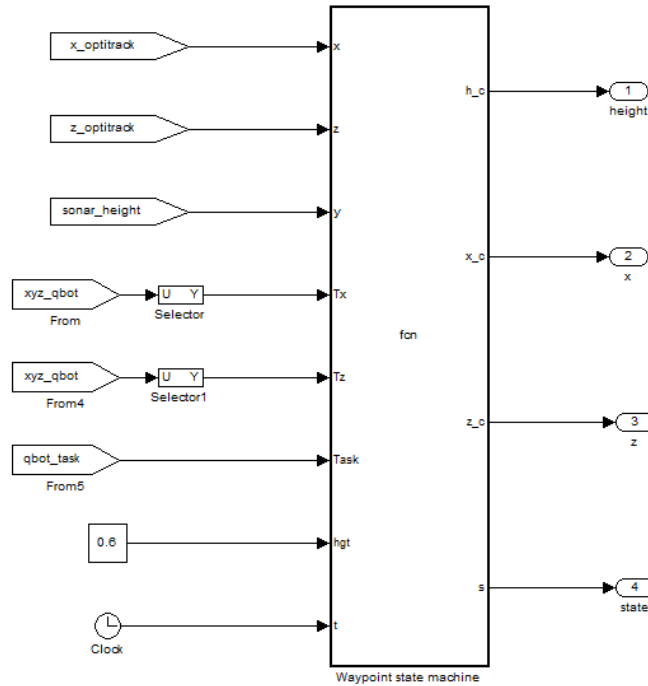 x_optitrack
x
h_c
1
height
z_optitrack
z
sonar_height
y
x_c
2
x
xyz_qbot
U Y
Tx
From
Selector
fcn
xyz_qbot
U Y
Tz
From4
Selector1
z_c
3
z
qbot_task
Task
From5
0.6
hgt
s
4
state
t
Clock
Waypoint state machine